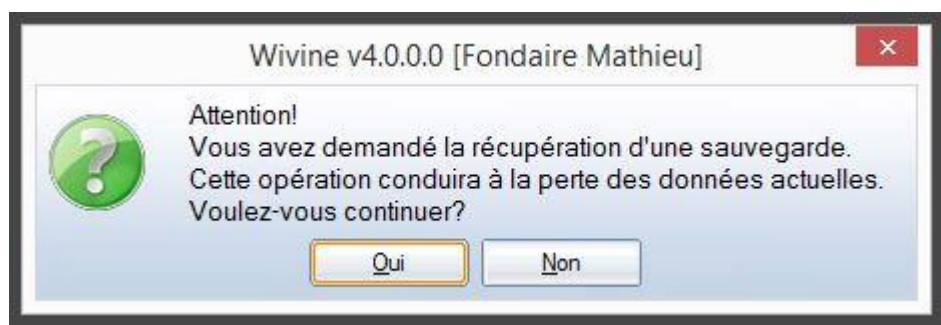 Wivine v4.0.0.0 [Fondaire Mathieu]
Attention!
Vous avez demandé la récupération d'une sauvegarde.
Cette opération conduira à la perte des données actuelles.
Voulez-vous continuer?
Oui Non